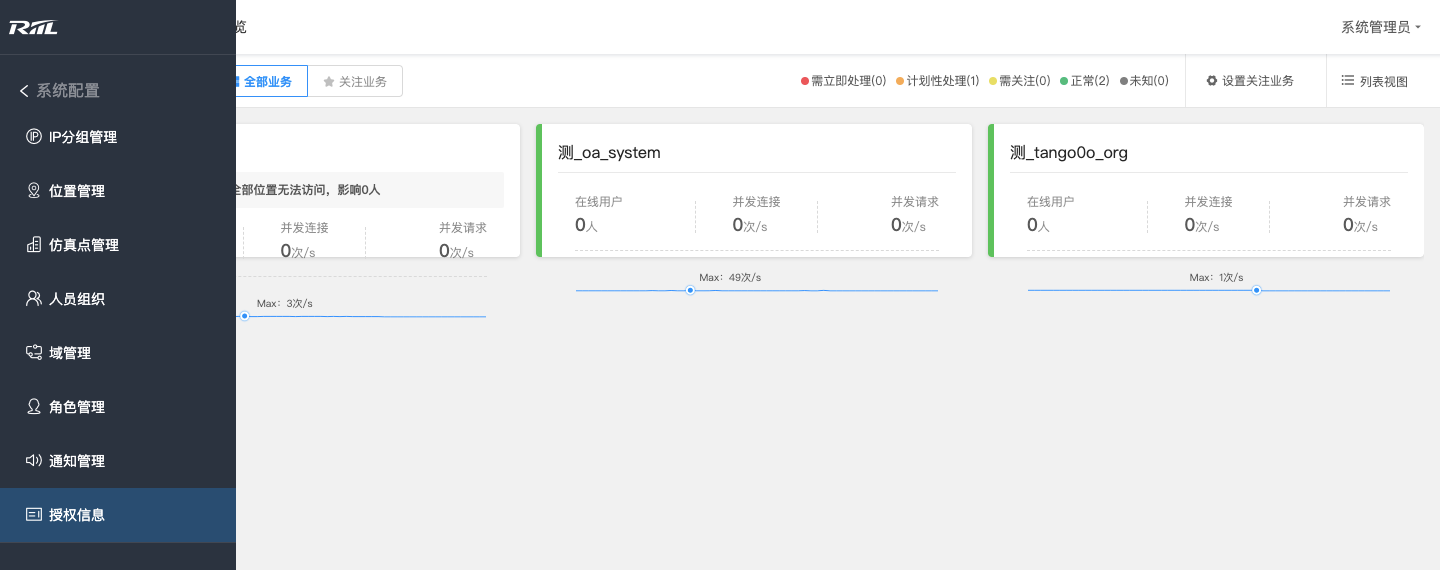 览
系统管理员
系统配置
IP分组管理
位置管理
仿真点管理
人员组织
域管理
角色管理
通知管理
授权信息
全部业务
关注业务
需立即处理(0)
计划性处理(1)
需关注(0)
正常(2)
未知(0)
设置关注业务
列表视图
全部位置无法访问，影响0人
并发连接
0次/s
并发请求
0次/s
Max：3次/s
测_oa_system
在线用户
0人
并发连接
0次/s
并发请求
0次/s
Max：49次/s
测_tango0o_org
在线用户
0人
并发连接
0次/s
并发请求
0次/s
Max：1次/s